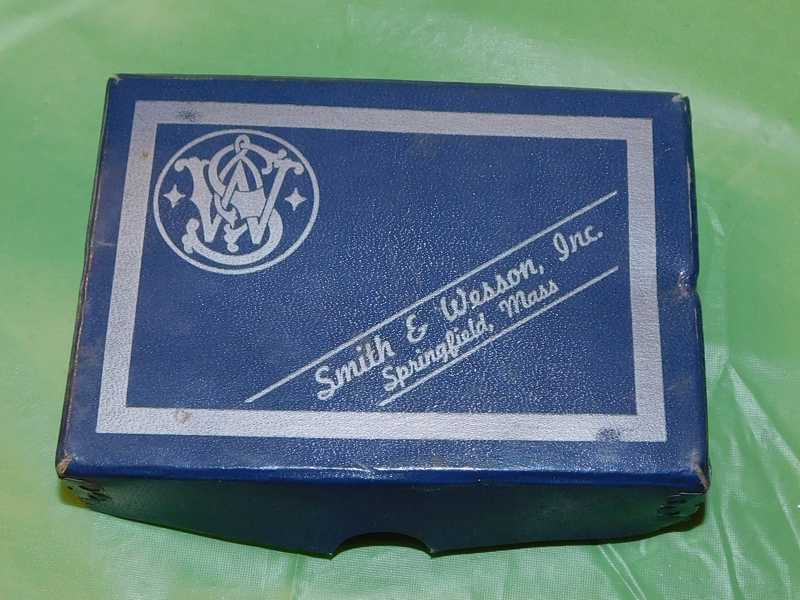 S&W
Smith & Wesson, Inc.
Springfield, Mass